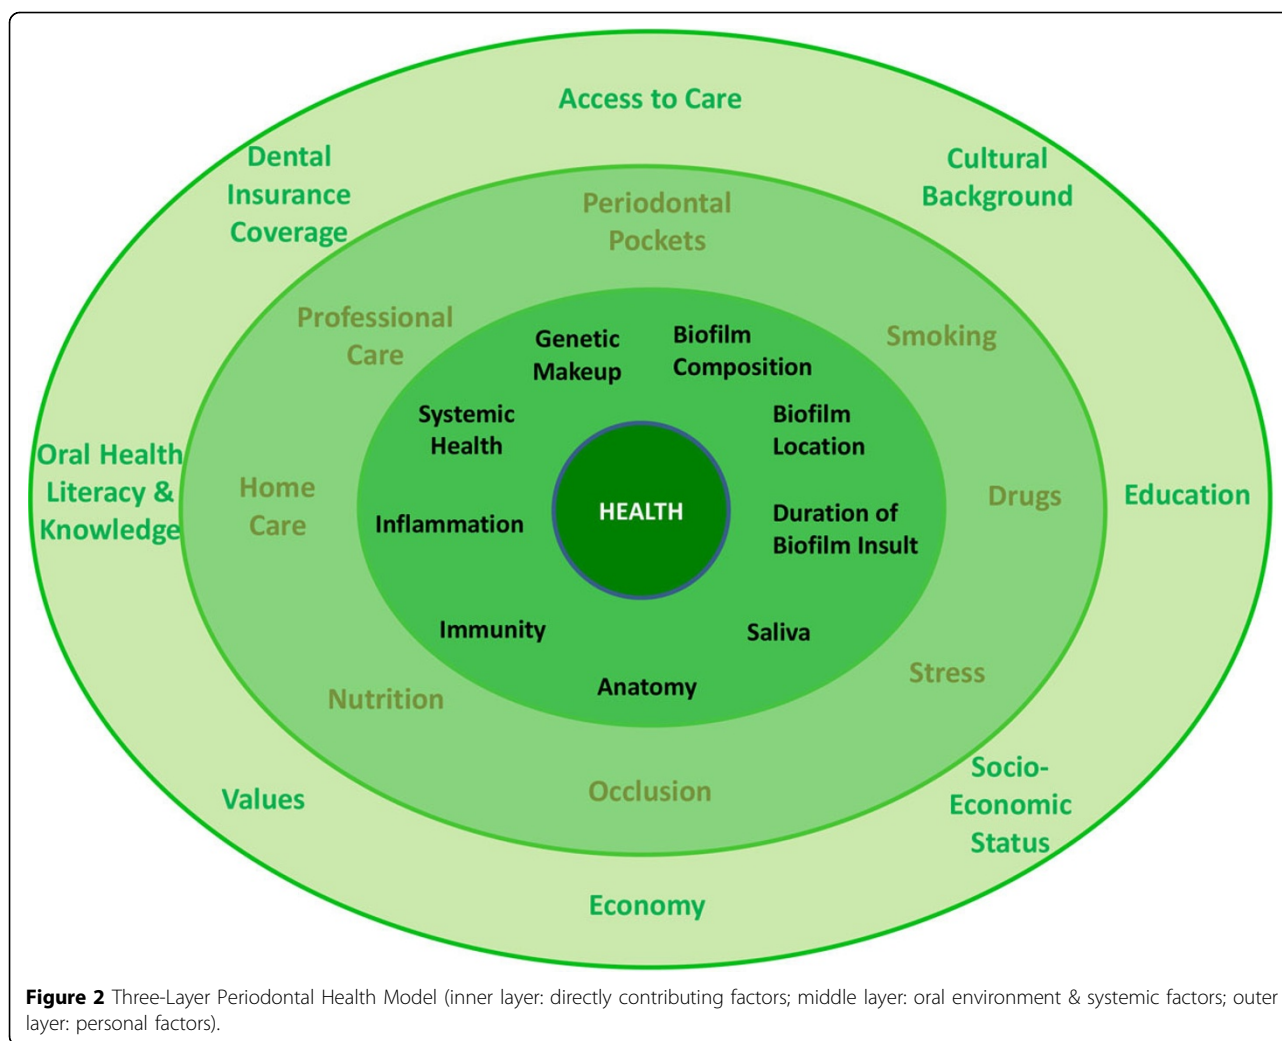 Access to Care
Dental
Insurance
Coverage
Cultural
Background
Periodontal
Pockets
Professional
Care
Smoking
Genetic
Makeup
Biofilm
Composition
Systemic
Health
Biofilm
Location
Oral Health
Literacy &
Knowledge
Home
Care
Inflammation
HEALTH
Duration of
Biofilm Insult
Drugs
Education
Immunity
Saliva
Anatomy
Nutrition
Stress
Values
Occlusion
Socio-
Economic
Status
Economy
Figure 2 Three-Layer Periodontal Health Model (inner layer: directly contributing factors; middle layer: oral environment & systemic factors; outer
layer: personal factors).